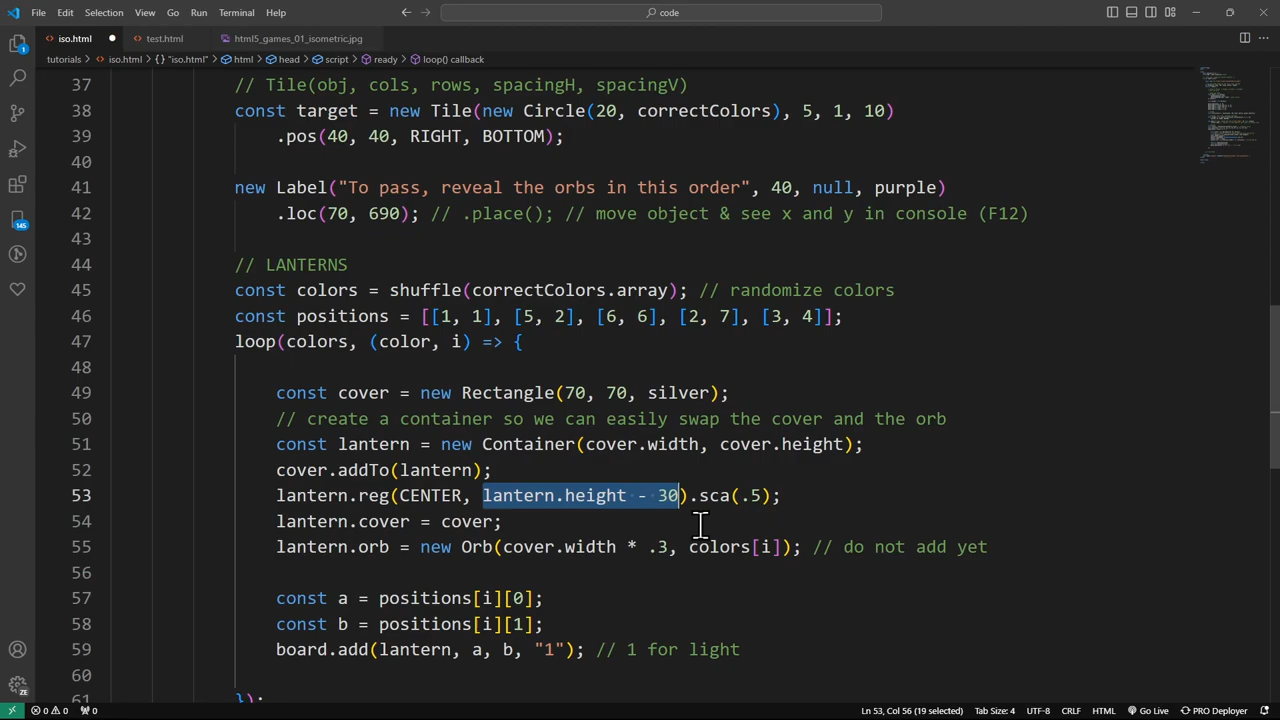 File Edit Selection View Go Run Terminal Help
code
iso.html
test.html
html5_games_01_isometric.jpg
tutorials > iso.html > "iso.html" > html > head > script > ready > loop() callback
37 // Tile(obj, cols, rows, spacingH, spacingV)
38 const target = new Tile(new Circle(20, correctColors), 5, 1, 10)
39 .pos(40, 40, RIGHT, BOTTOM);
40
41 new Label("To pass, reveal the orbs in this order", 40, null, purple)
42 .loc(70, 690); // .place(); // move object & see x and y in console (F12)
43
44 // LANTERNS
45 const colors = shuffle(correctColors.array); // randomize colors
46 const positions = [[1, 1], [5, 2], [6, 6], [2, 7], [3, 4]];
47 loop(colors, (color, i) => {
48
49 const cover = new Rectangle(70, 70, silver);
50 // create a container so we can easily swap the cover and the orb
51 const lantern = new Container(cover.width, cover.height);
52 cover.addTo(lantern);
53 lantern.reg(CENTER, lantern.height - 30).sca(.5);
54 lantern.cover = cover;
55 lantern.orb = new Orb(cover.width * .3, colors[i]); // do not add yet
56
57 const a = positions[i][0];
58 const b = positions[i][1];
59 board.add(lantern, a, b, "1"); // 1 for light
60
61 });
1
145
ZE
0 0 0
Ln 53, Col 56 (19 selected) Tab Size: 4 UTF-8 CRLF HTML Go Live PRO Deployer